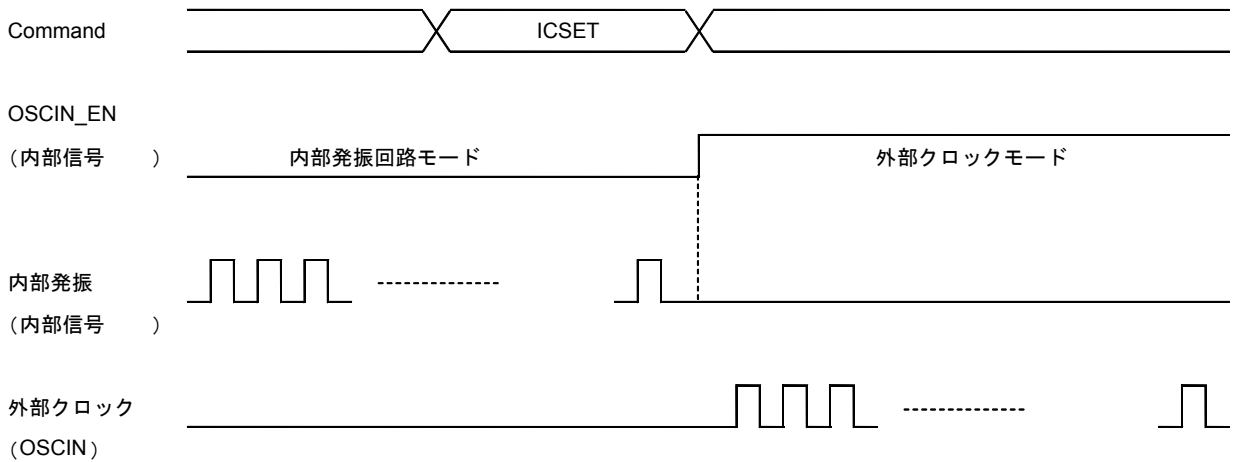 Command
ICSET
OSCIN_EN
（内部信号　　）
内部発振回路モード
外部クロックモード
内部発振
（内部信号　　）
外部クロック
（OSCIN）